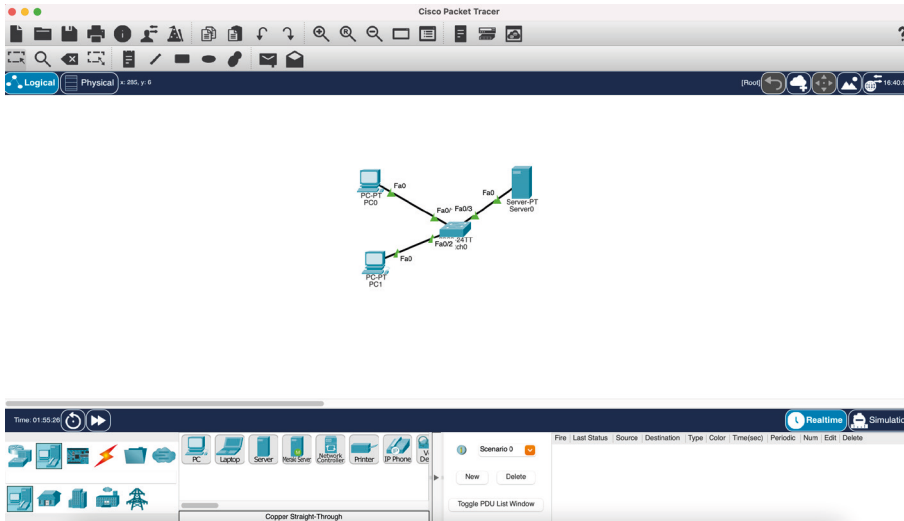 Cisco Packet Tracer
Logical
Physical
x: 285, y: 6
[Root]
16:40:0
Fa0
PC-PT
PC0
Fa0
Server-PT
Server0
Fa0/
Fa0/3
Fa0/2
-24TT
ch0
Fa0
PC-PT
PC1
Time: 01:55:26
Realtime
Simulatio
PC
Laptop
Server
Meraki Server
Network Controller
Printer
IP Phone
Scenario 0
New
Delete
Toggle PDU List Window
Fire Last Status Source Destination Type Color Time(sec) Periodic Num Edit Delete
Copper Straight-Through